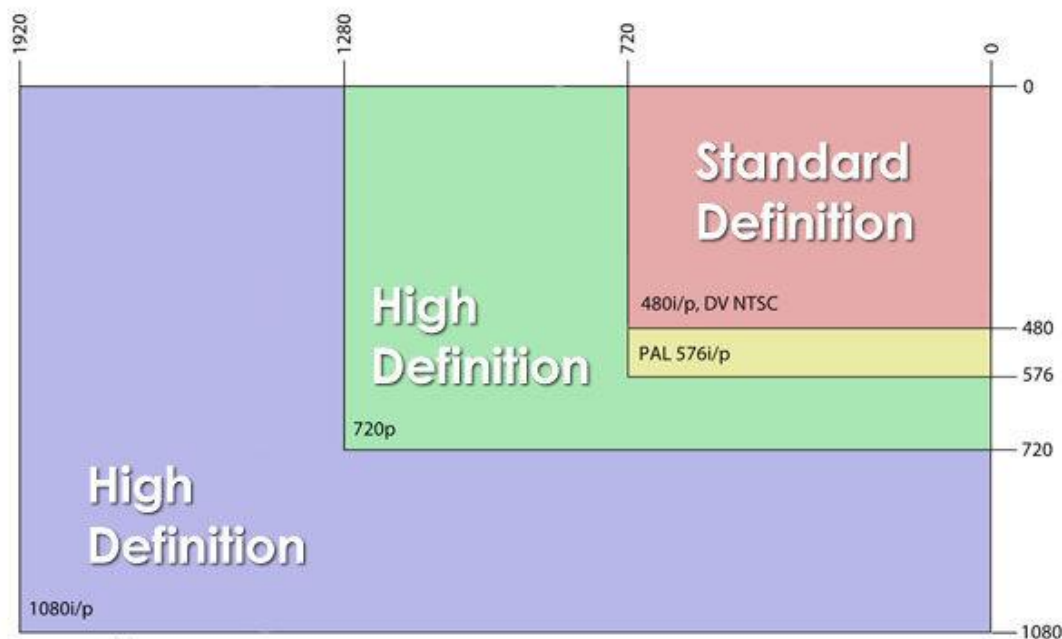 1920
1280
720
0
0
Standard
Definition
480i/p, DV NTSC
480
PAL 576i/p
576
High
Definition
720p
720
High
Definition
1080i/p
1080